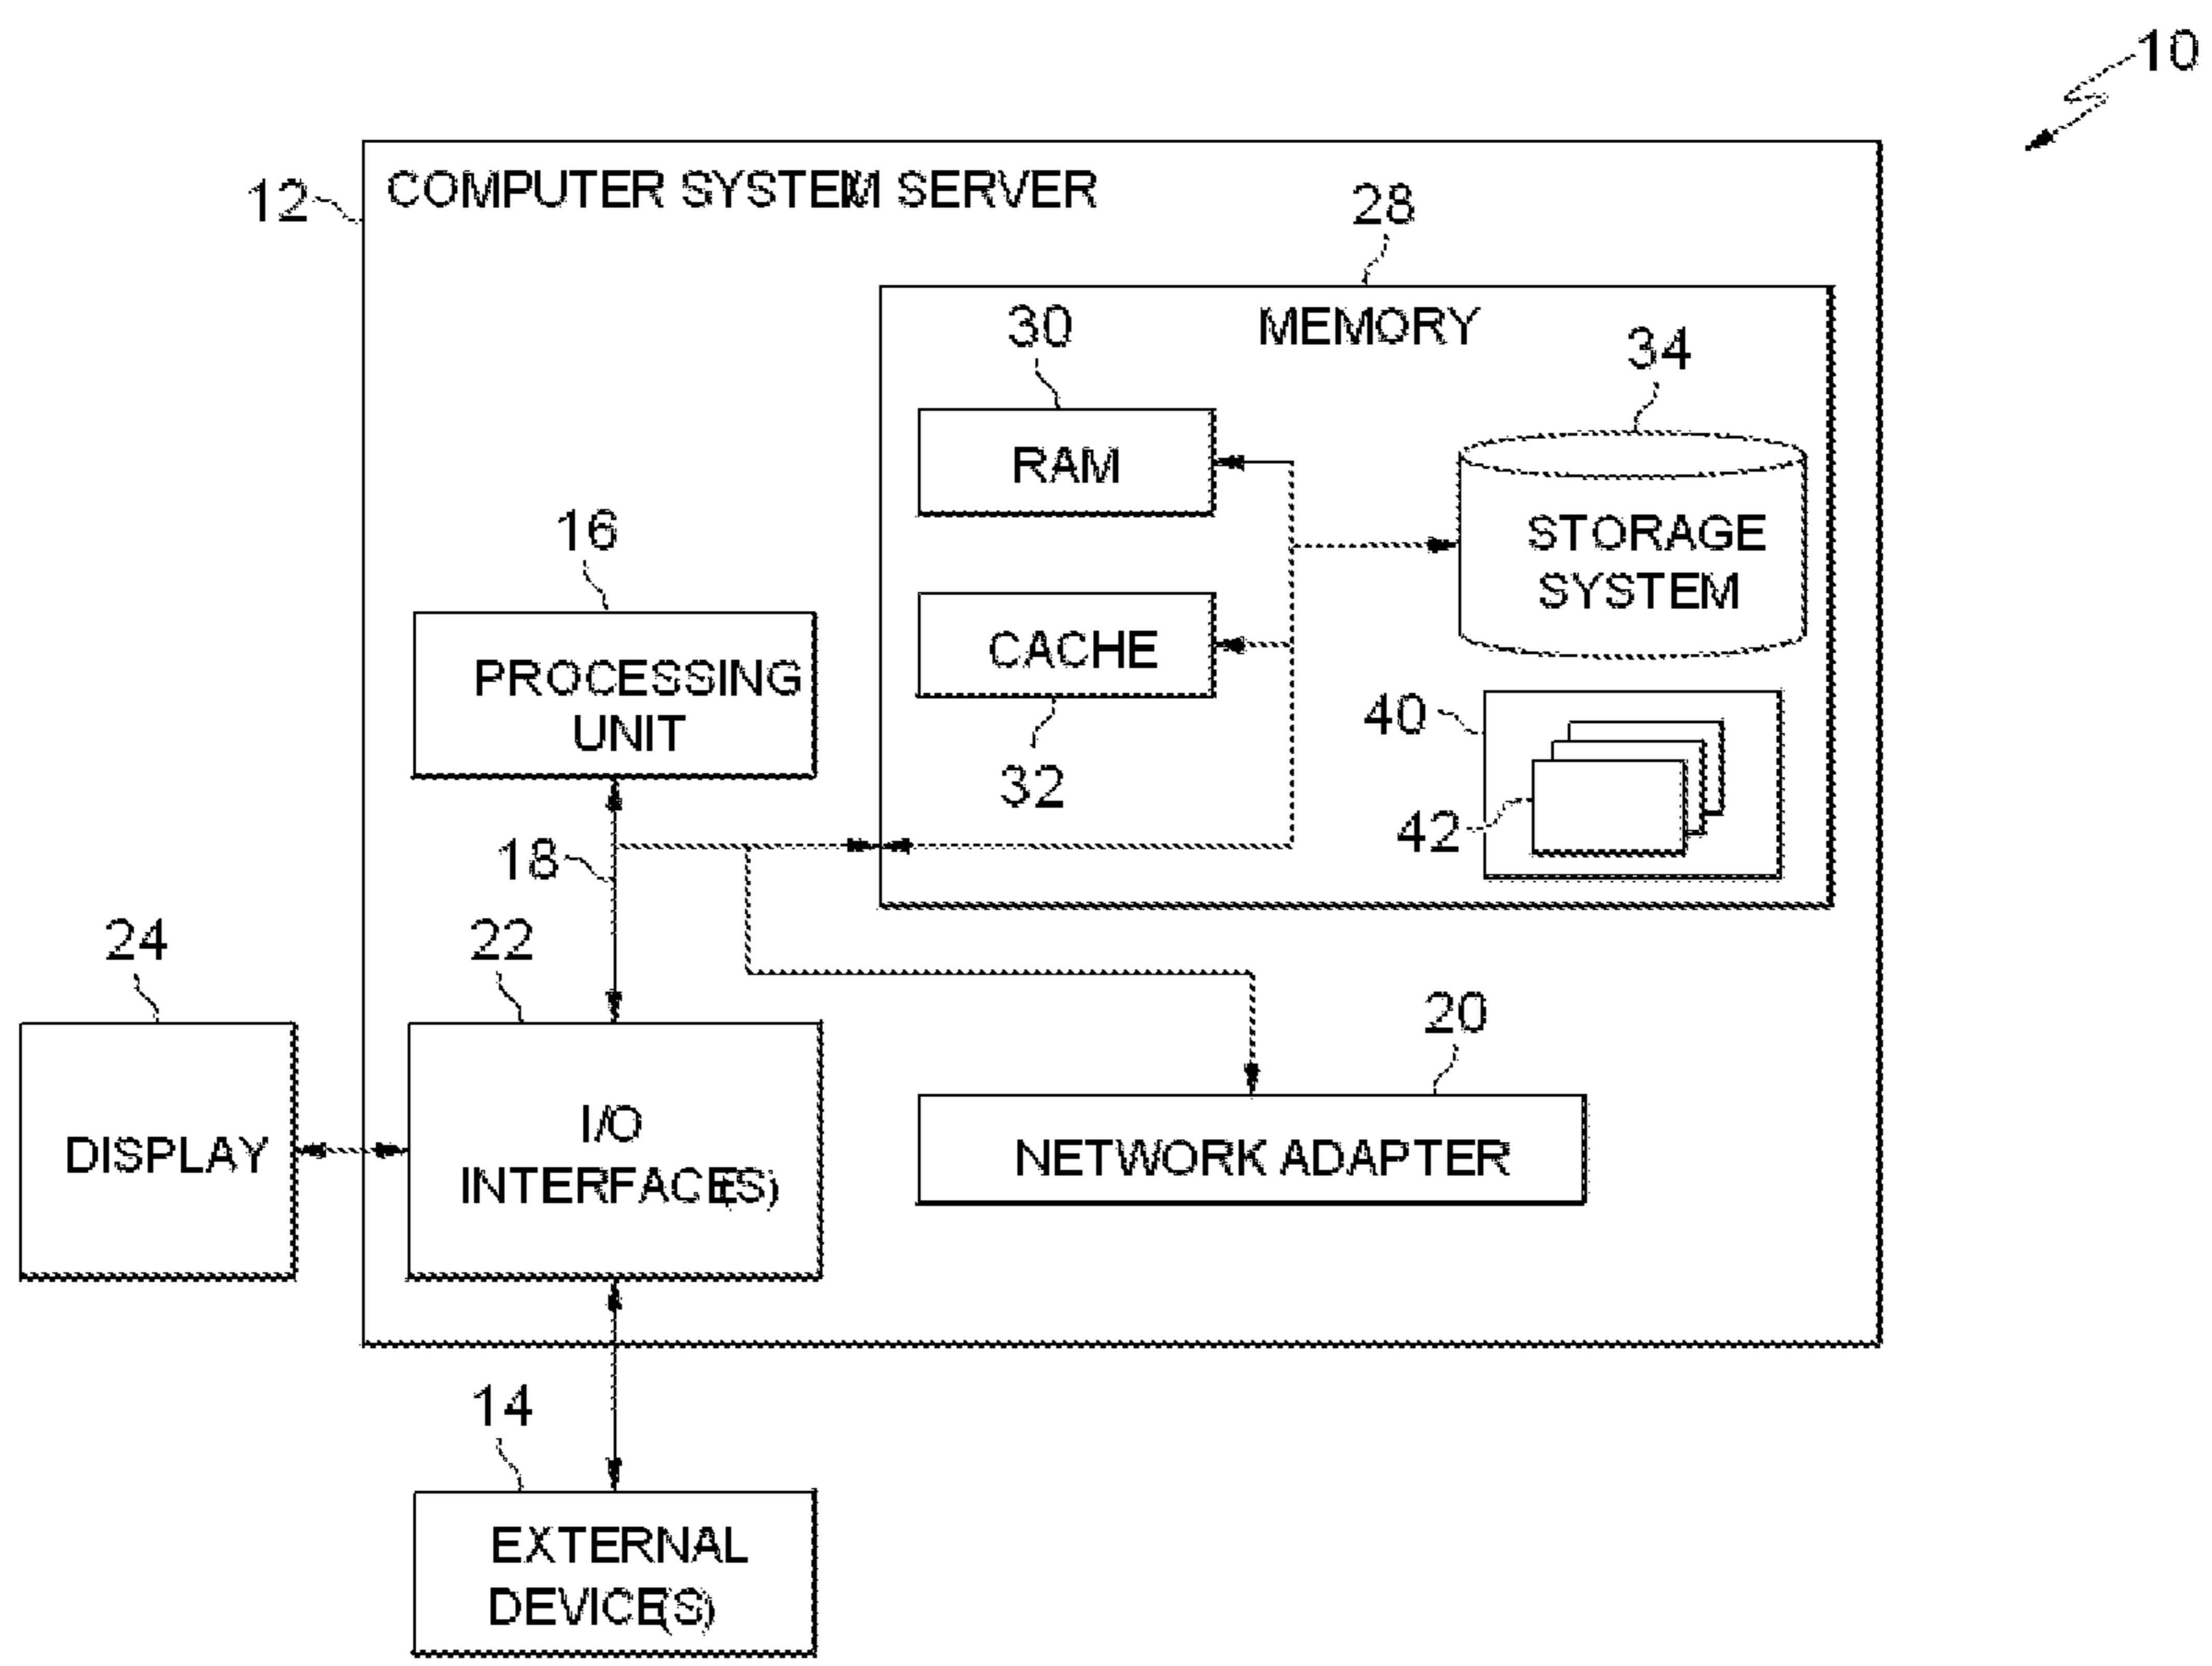 10
12
COMPUTER SYSTEM SERVER
28
MEMORY
30
34
RAM
STORAGE
SYSTEM
16
PROCESSING
UNIT
CACHE
32
40
42
18
24
22
20
DISPLAY
I/O
INTERFACE(S)
NETWORK ADAPTER
14
EXTERNAL
DEVICE(S)